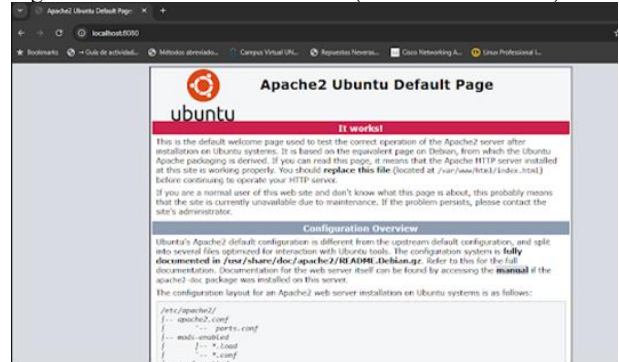 Apache2 Ubuntu Default Page
localhost:8080
Bookmarks → Guía de actividad... Métodos abreviado... Campus Virtual UN... Repuestos Neveras... Cisco Networking A... Linux Professional I...
Apache2 Ubuntu Default Page
ubuntu
It works!
This is the default welcome page used to test the correct operation of the Apache2 server after
installation on Ubuntu systems. It is based on the equivalent page on Debian, from which the Ubuntu
Apache packaging is derived. If you can read this page, it means that the Apache HTTP server installed
at this site is working properly. You should replace this file (located at /var/www/html/index.html)
before continuing to operate your HTTP server.
If you are a normal user of this web site and don't know what this page is about, this probably means
that the site is currently unavailable due to maintenance. If the problem persists, please contact the
site's administrator.
Configuration Overview
Ubuntu's Apache2 default configuration is different from the upstream default configuration, and split
into several files optimized for interaction with Ubuntu tools. The configuration system is fully
documented in /usr/share/doc/apache2/README.Debian.gz. Refer to this for the full
documentation. Documentation for the web server itself can be found by accessing the manual if the
apache2-doc package was installed on this server.
The configuration layout for an Apache2 web server installation on Ubuntu systems is as follows:
/etc/apache2/
|-- apache2.conf
| `-- ports.conf
|-- mods-enabled
| |-- *.load
| `-- *.conf